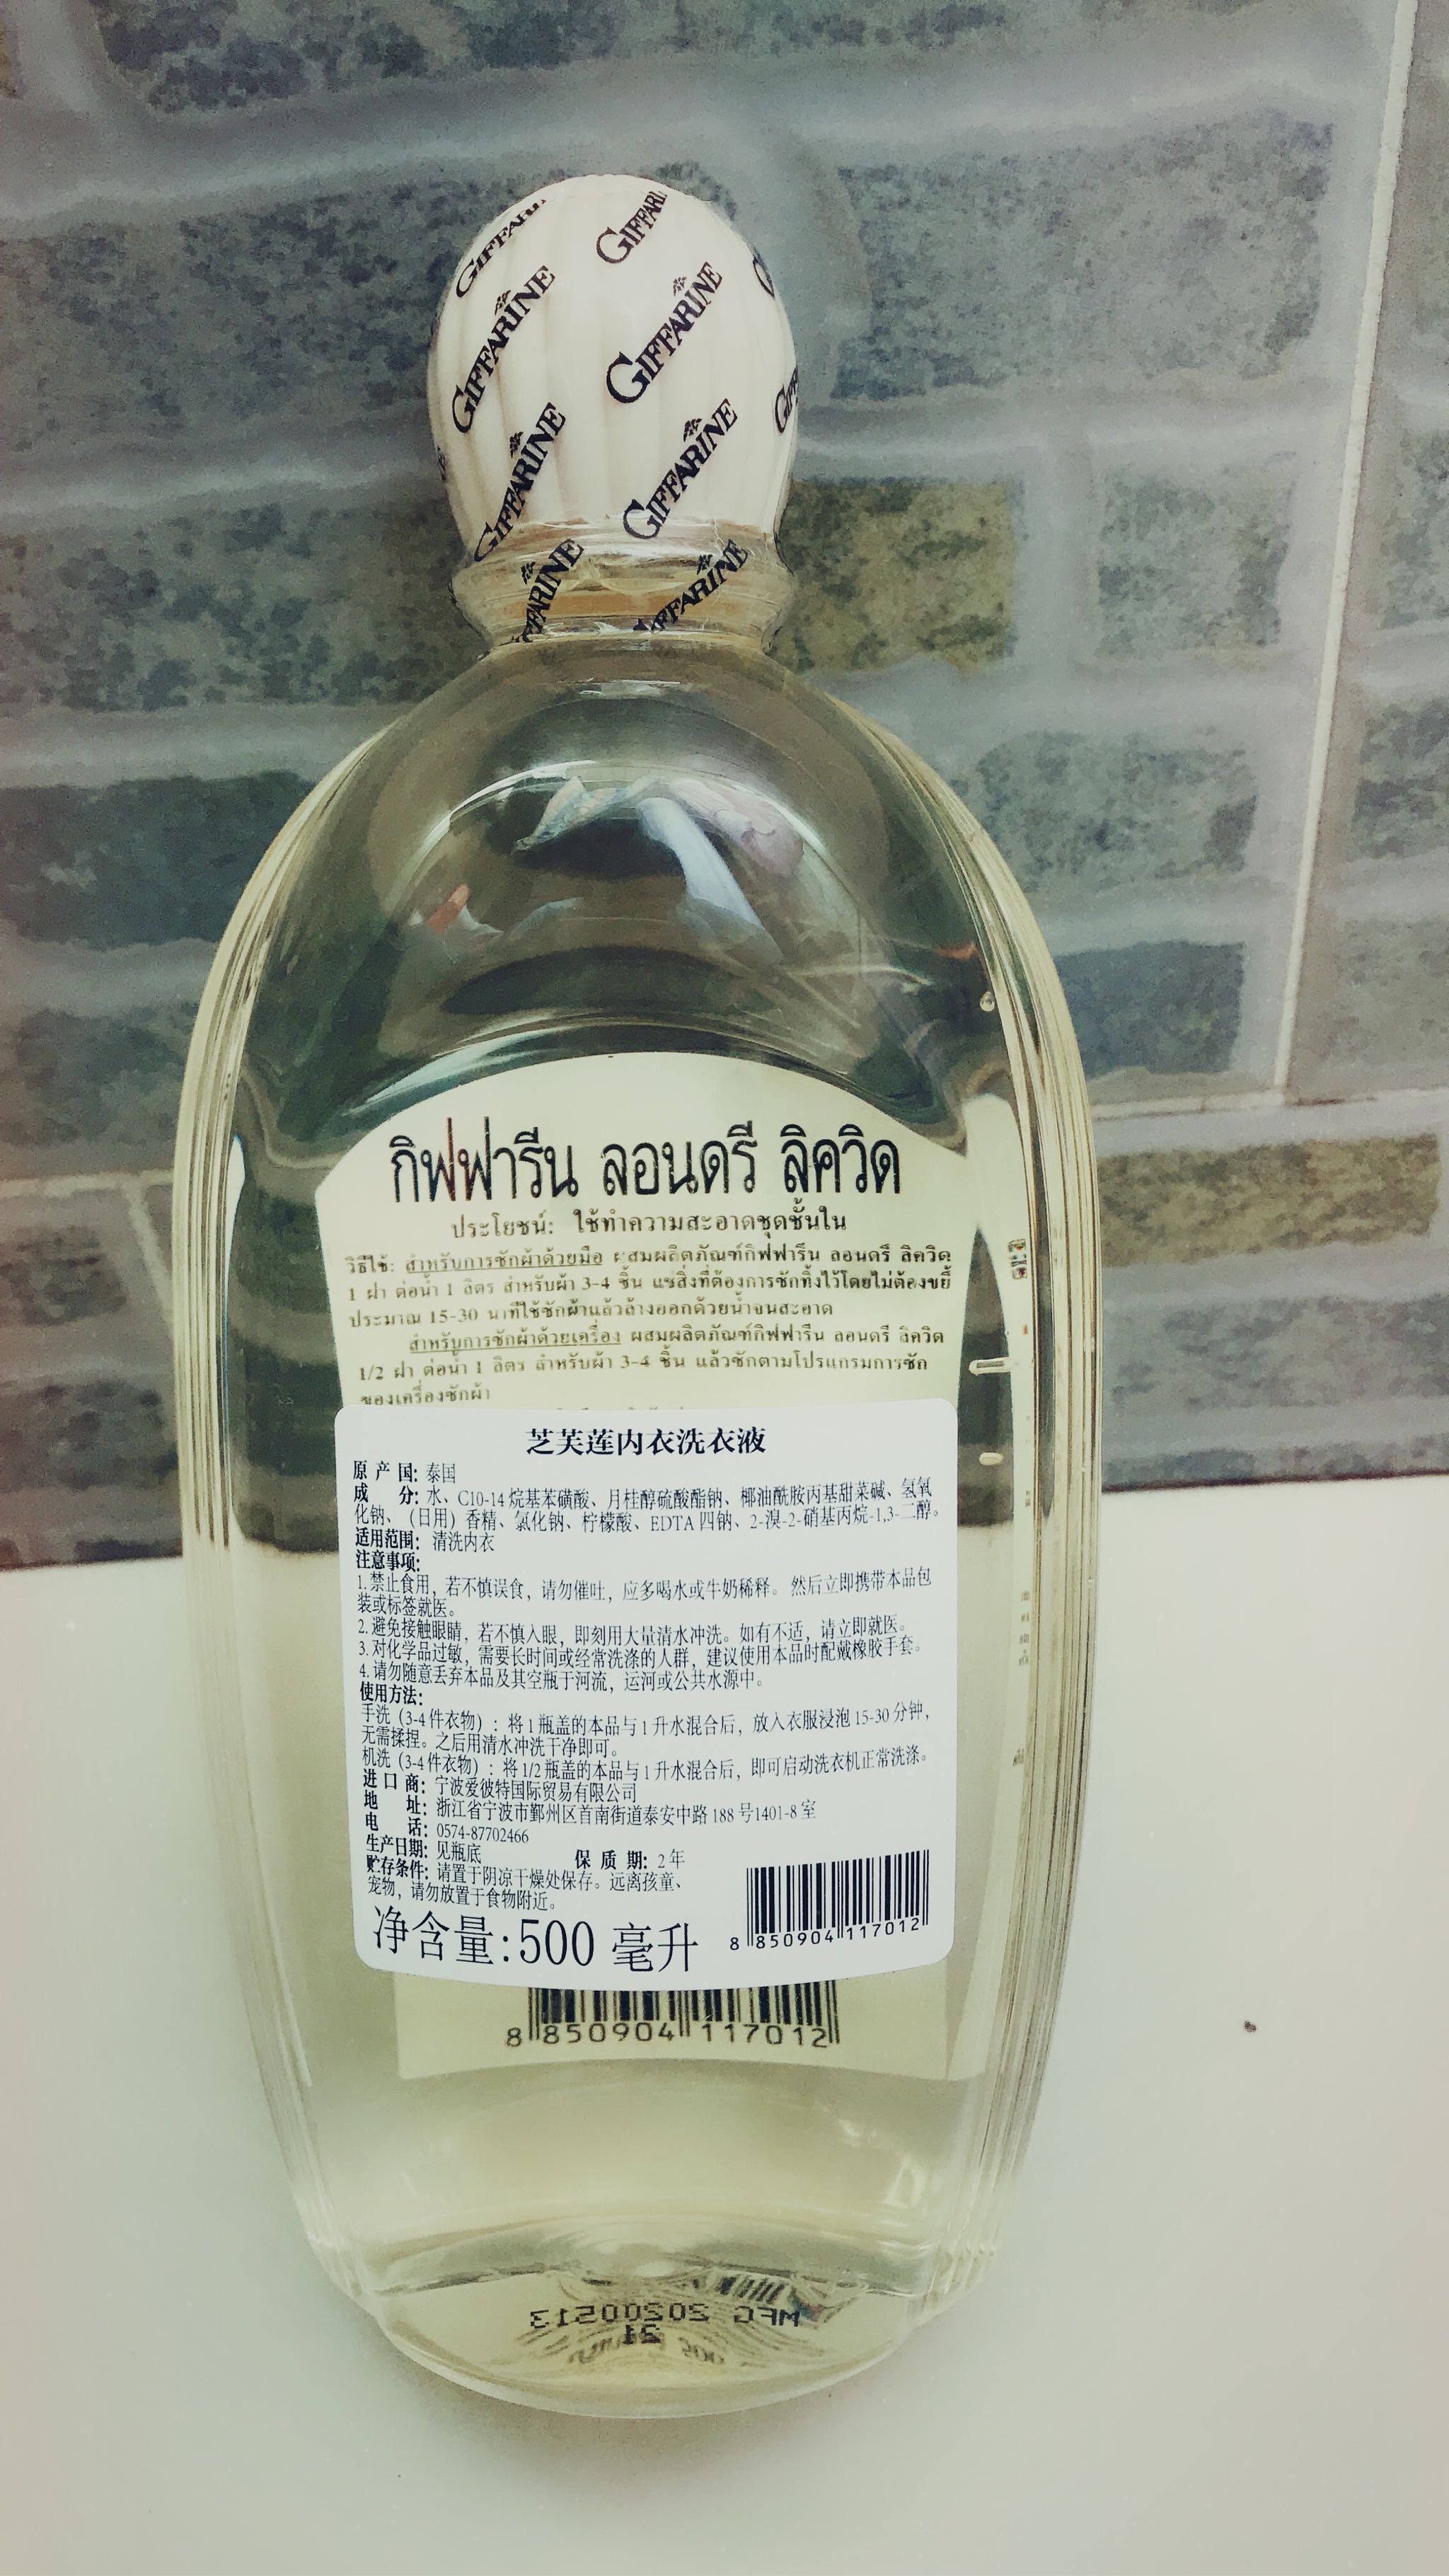 GIFFARINE
GIFFARINE
GIFFARINE
GIFFARINE
GIFFARINE
กิฟฟารีน ลอนดรี ลิควิด
ประโยชน์: ใช้ทำความสะอาดชุดชั้นใน
วิธีใช้: สำหรับการซักผ้าด้วยมือ ผสมผลิตภัณฑ์กิฟฟารีน ลอนดรี ลิควิด
1 ฝา ต่อน้ำ 1 ลิตร สำหรับผ้า 3-4 ชิ้น แช่สิ่งที่ต้องการซักทิ้งไว้โดยไม่ต้องขยี้
ประมาณ 15-30 นาทีใช้ซักผ้าแล้วล้างออกด้วยน้ำจนสะอาด
สำหรับการซักผ้าด้วยเครื่อง ผสมผลิตภัณฑ์กิฟฟารีน ลอนดรี ลิควิด
1/2 ฝา ต่อน้ำ 1 ลิตร สำหรับผ้า 3-4 ชิ้น แล้วซักตามโปรแกรมการซัก
ของเครื่องซักผ้า
芝芙莲内衣洗衣液
原产国: 泰国
成 分: 水、C10-14 烷基苯磺酸、月桂醇硫酸酯钠、椰油酰胺丙基甜菜碱、氢氧
化钠、（日用）香精、氯化钠、柠檬酸、EDTA 四钠、2-溴-2-硝基丙烷-1,3-二醇。
适用范围: 清洗内衣
注意事项:
1.禁止食用，若不慎误食，请勿催吐，应多喝水或牛奶稀释。然后立即携带本品包
装或标签就医。
2.避免接触眼睛，若不慎入眼，即刻用大量清水冲洗。如有不适，请立即就医。
3.对化学品过敏，需要长时间或经常洗涤的人群，建议使用本品时配戴橡胶手套。
4.请勿随意丢弃本品及其空瓶于河流，运河或公共水源中。
使用方法:
手洗（3-4 件衣物）: 将 1 瓶盖的本品与 1 升水混合后，放入衣服浸泡 15-30 分钟，
无需揉捏。之后用清水冲洗干净即可。
机洗（3-4 件衣物）: 将 1/2 瓶盖的本品与 1 升水混合后，即可启动洗衣机正常洗涤。
进口商: 宁波爱彼特国际贸易有限公司
地 址: 浙江省宁波市鄞州区首南街道泰安中路 188 号1401-8 室
电 话: 0574-87702466
生产日期: 见瓶底 保质期: 2 年
贮存条件: 请置于阴凉干燥处保存。远离孩童、
宠物，请勿放置于食物附近。
净含量:500 毫升
8 850904 117012
8 850904 117012
MFG 20200513
21